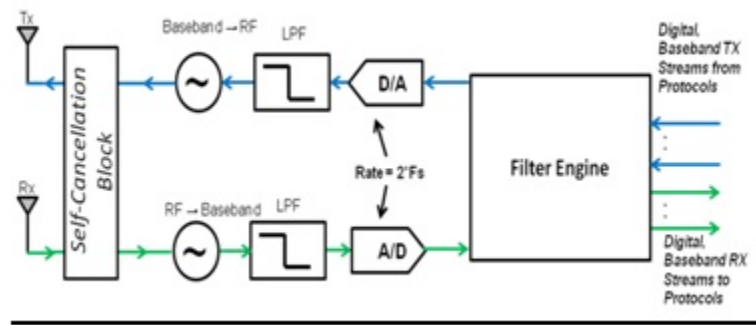 Tx
Baseband → RF
LPF
D/A
Digital,
Baseband TX
Streams from
Protocols
Self-Cancellation
Block
Rate = 2*Fs
Filter Engine
:
:
Rx
RF → Baseband
LPF
A/D
Digital,
Baseband RX
Streams to
Protocols